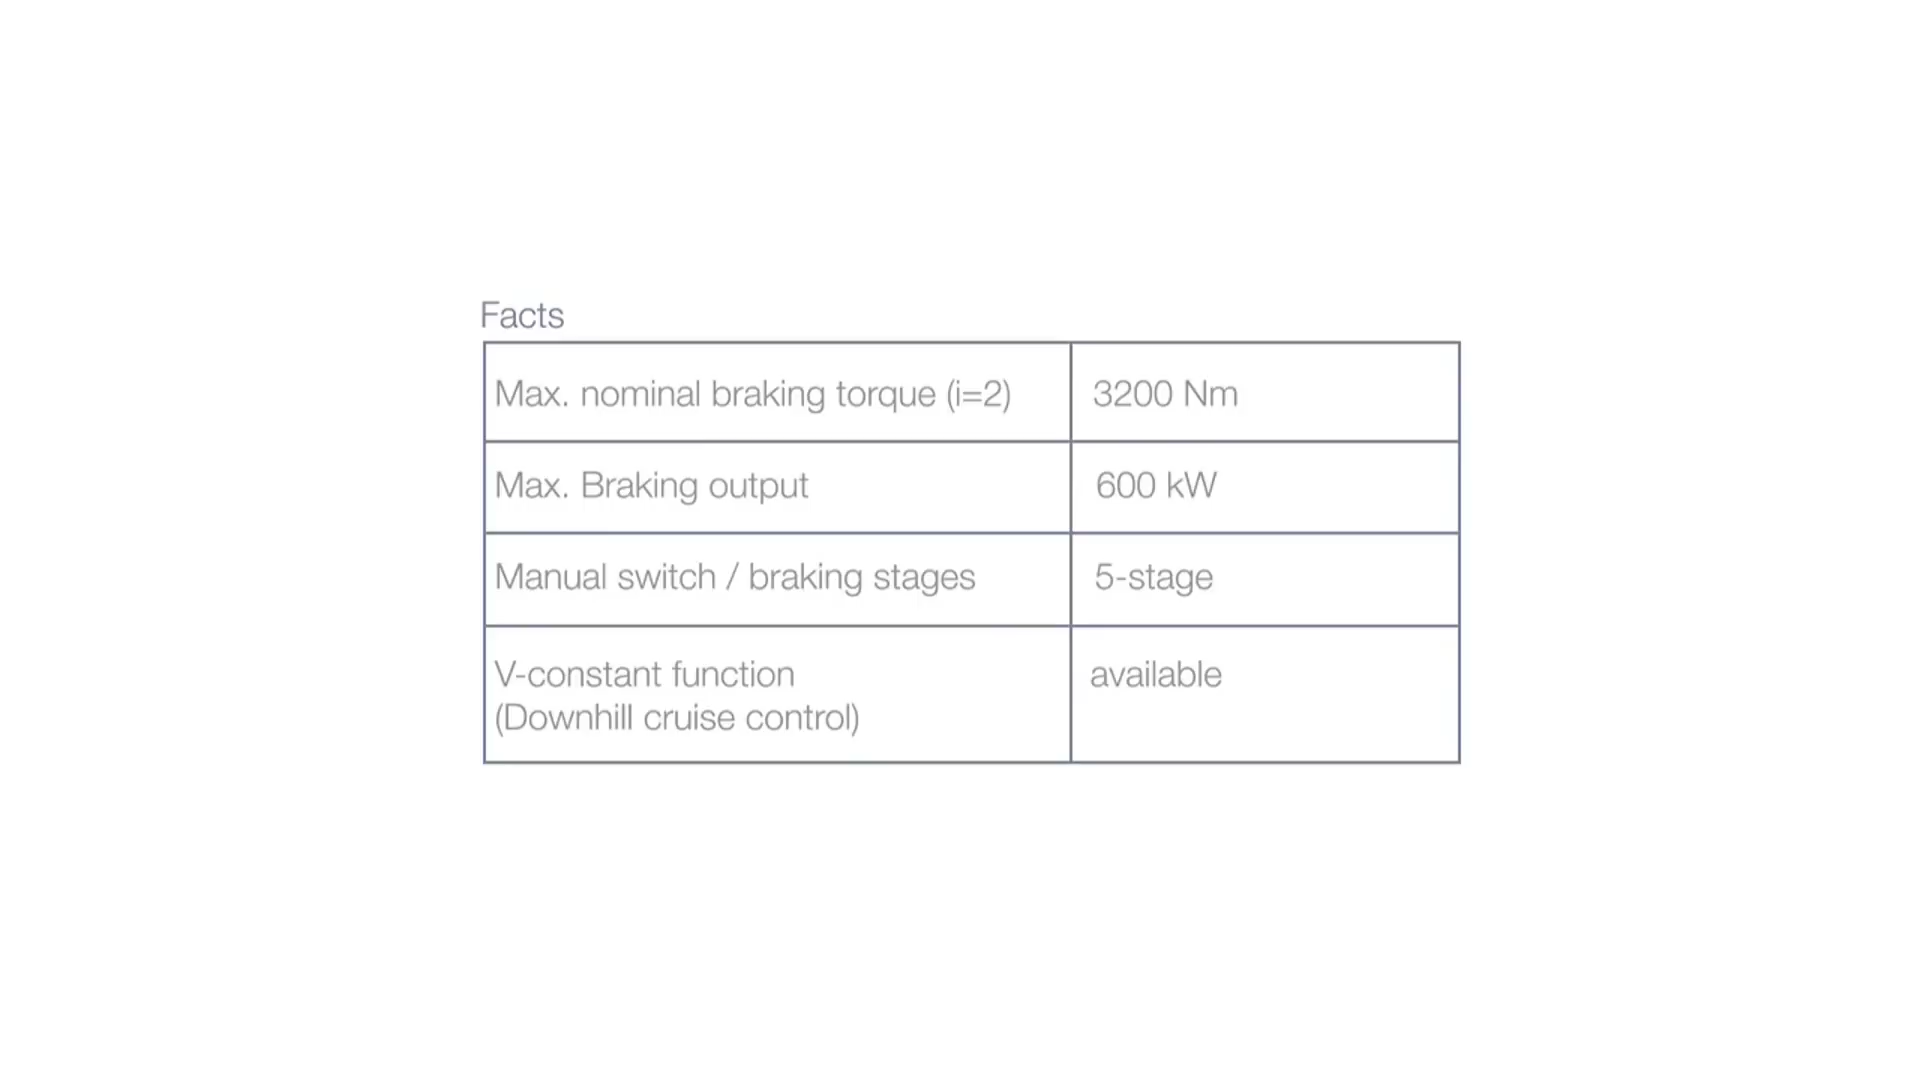 Facts
Max. nominal braking torque (i=2) 3200 Nm
Max. Braking output 600 kW
Manual switch / braking stages 5-stage
V-constant function available
(Downhill cruise control)